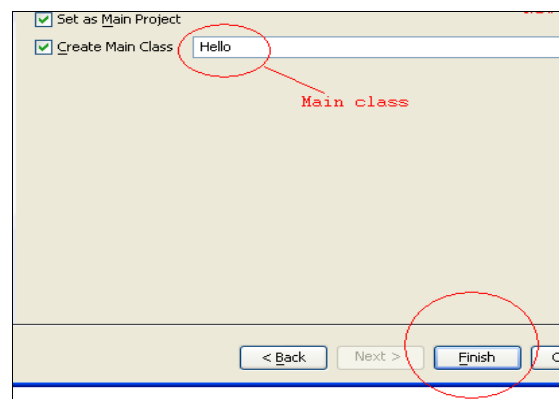 Set as Main Project
Create Main Class Hello
Main class
< Back Next > Finish